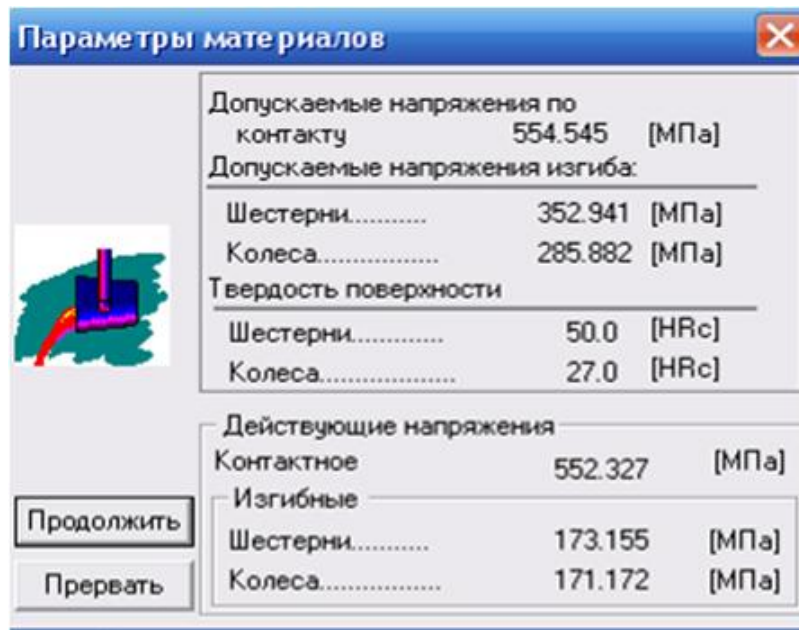 Параметры материалов
Допускаемые напряжения по
контакту 554.545 [МПа]
Допускаемые напряжения изгиба:
Шестерни........... 352.941 [МПа]
Колеса................. 285.882 [МПа]
Твердость поверхности
Шестерни............. 50.0 [HRc]
Колеса.................... 27.0 [HRc]
Действующие напряжения
Контактное 552.327 [МПа]
Изгибные
Шестерни........... 173.155 [МПа]
Колеса................. 171.172 [МПа]
Продолжить
Прервать